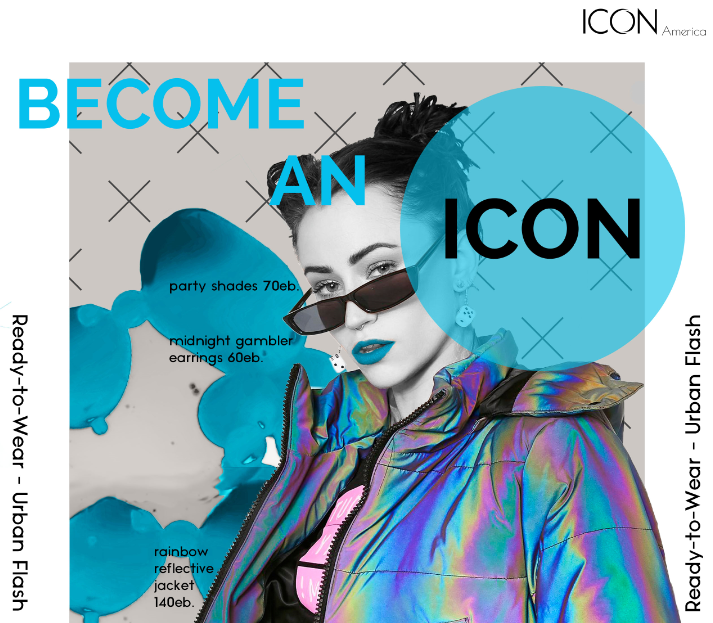 ICON America
BECOME
AN
ICON
party shades 70eb.
midnight gambler
earrings 60eb.
rainbow
reflective
jacket
140eb.
Ready-to-Wear - Urban Flash
Ready-to-Wear - Urban Flash